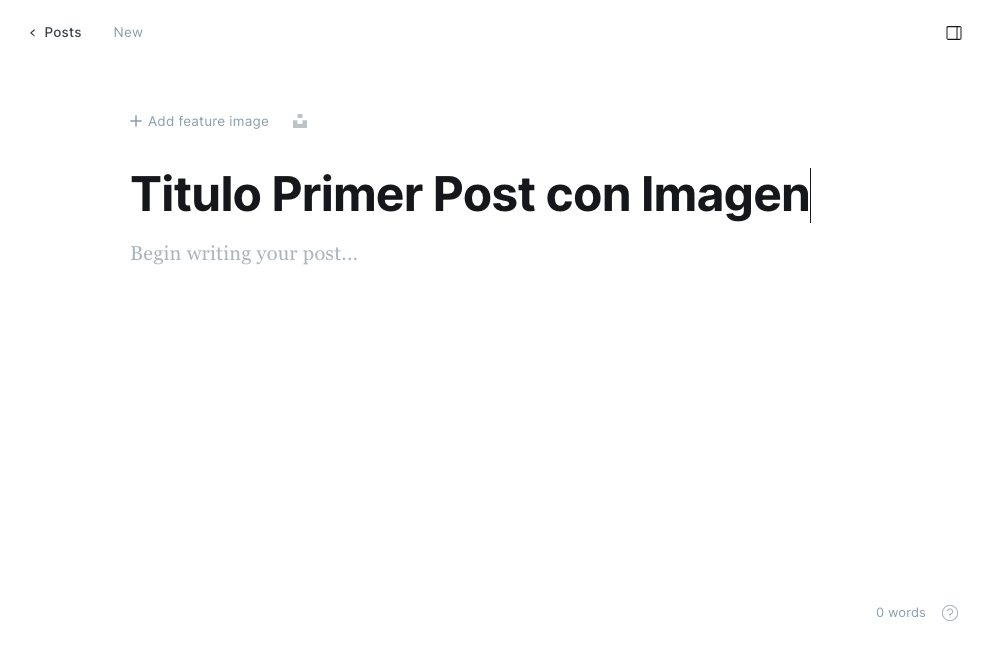 Posts
New
Add feature image
Titulo Primer Post con Imagen
Begin writing your post...
0 words
?